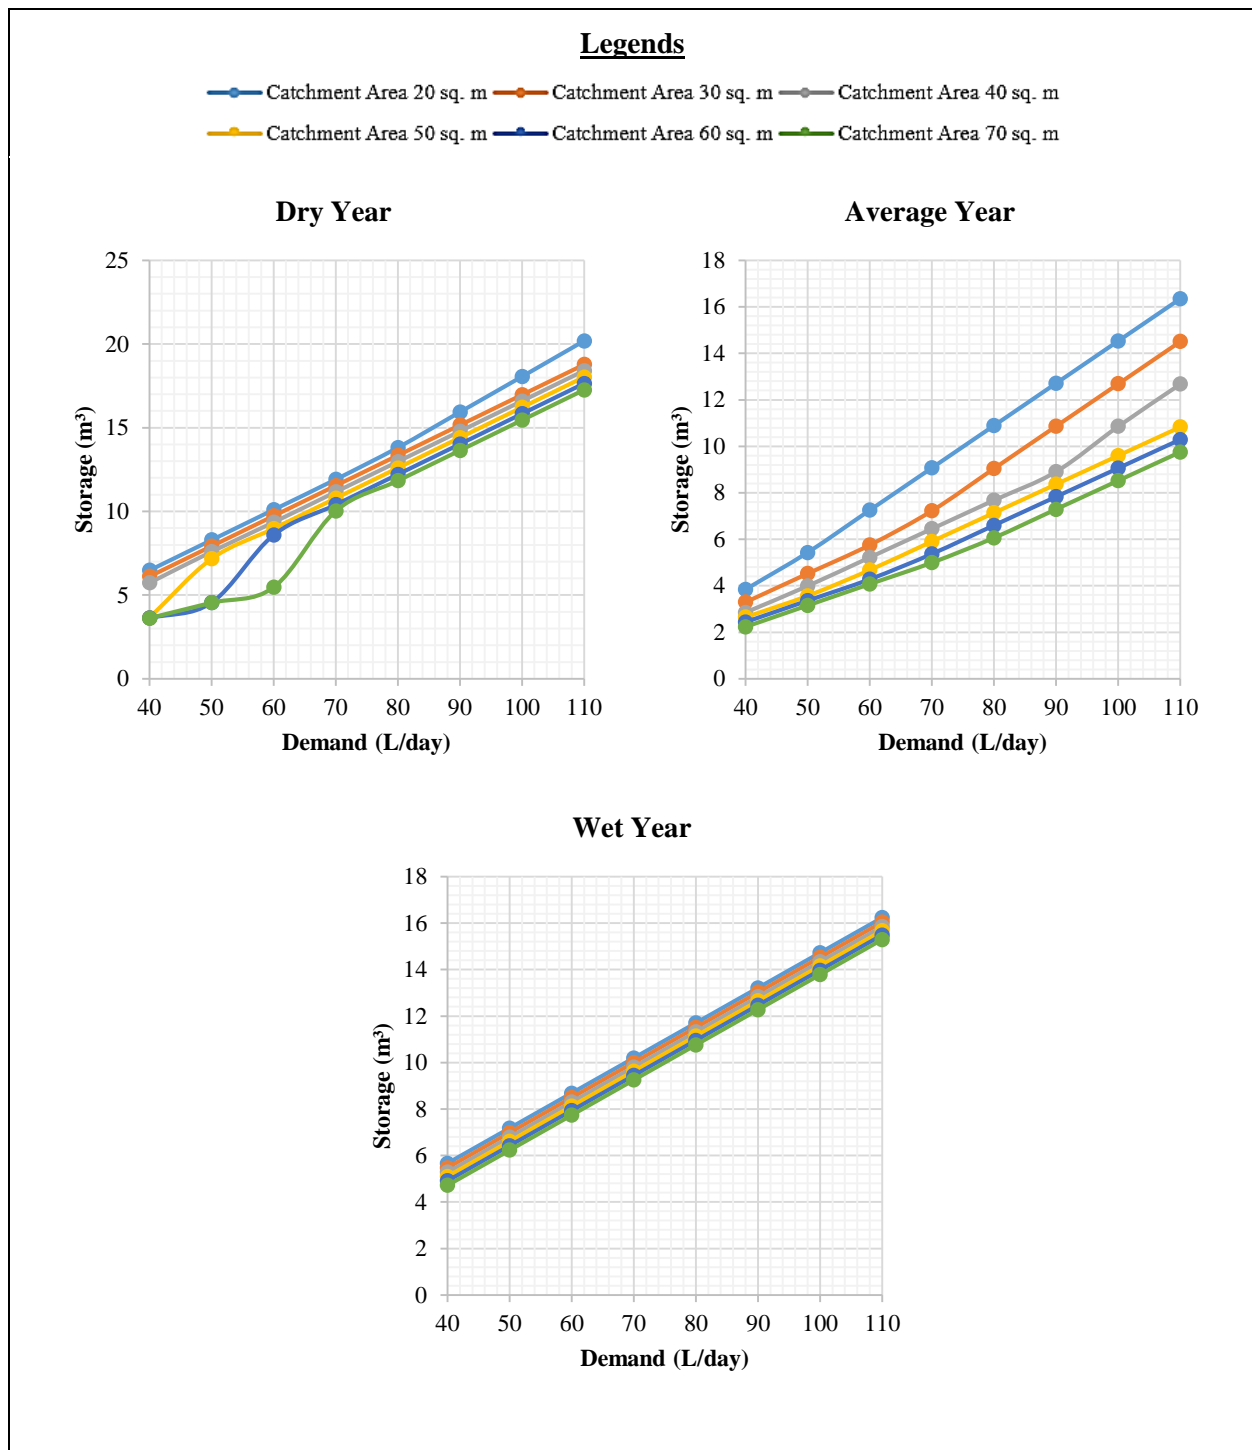 Legends
Catchment Area 20 sq. m Catchment Area 30 sq. m Catchment Area 40 sq. m
Catchment Area 50 sq. m Catchment Area 60 sq. m Catchment Area 70 sq. m
Dry Year
25
20
15
10
5
0
Storage (m³)
40 50 60 70 80 90 100 110
Demand (L/day)
Average Year
18
16
14
12
10
8
6
4
2
0
Storage (m³)
40 50 60 70 80 90 100 110
Demand (L/day)
Wet Year
18
16
14
12
10
8
6
4
2
0
Storage (m³)
40 50 60 70 80 90 100 110
Demand (L/day)